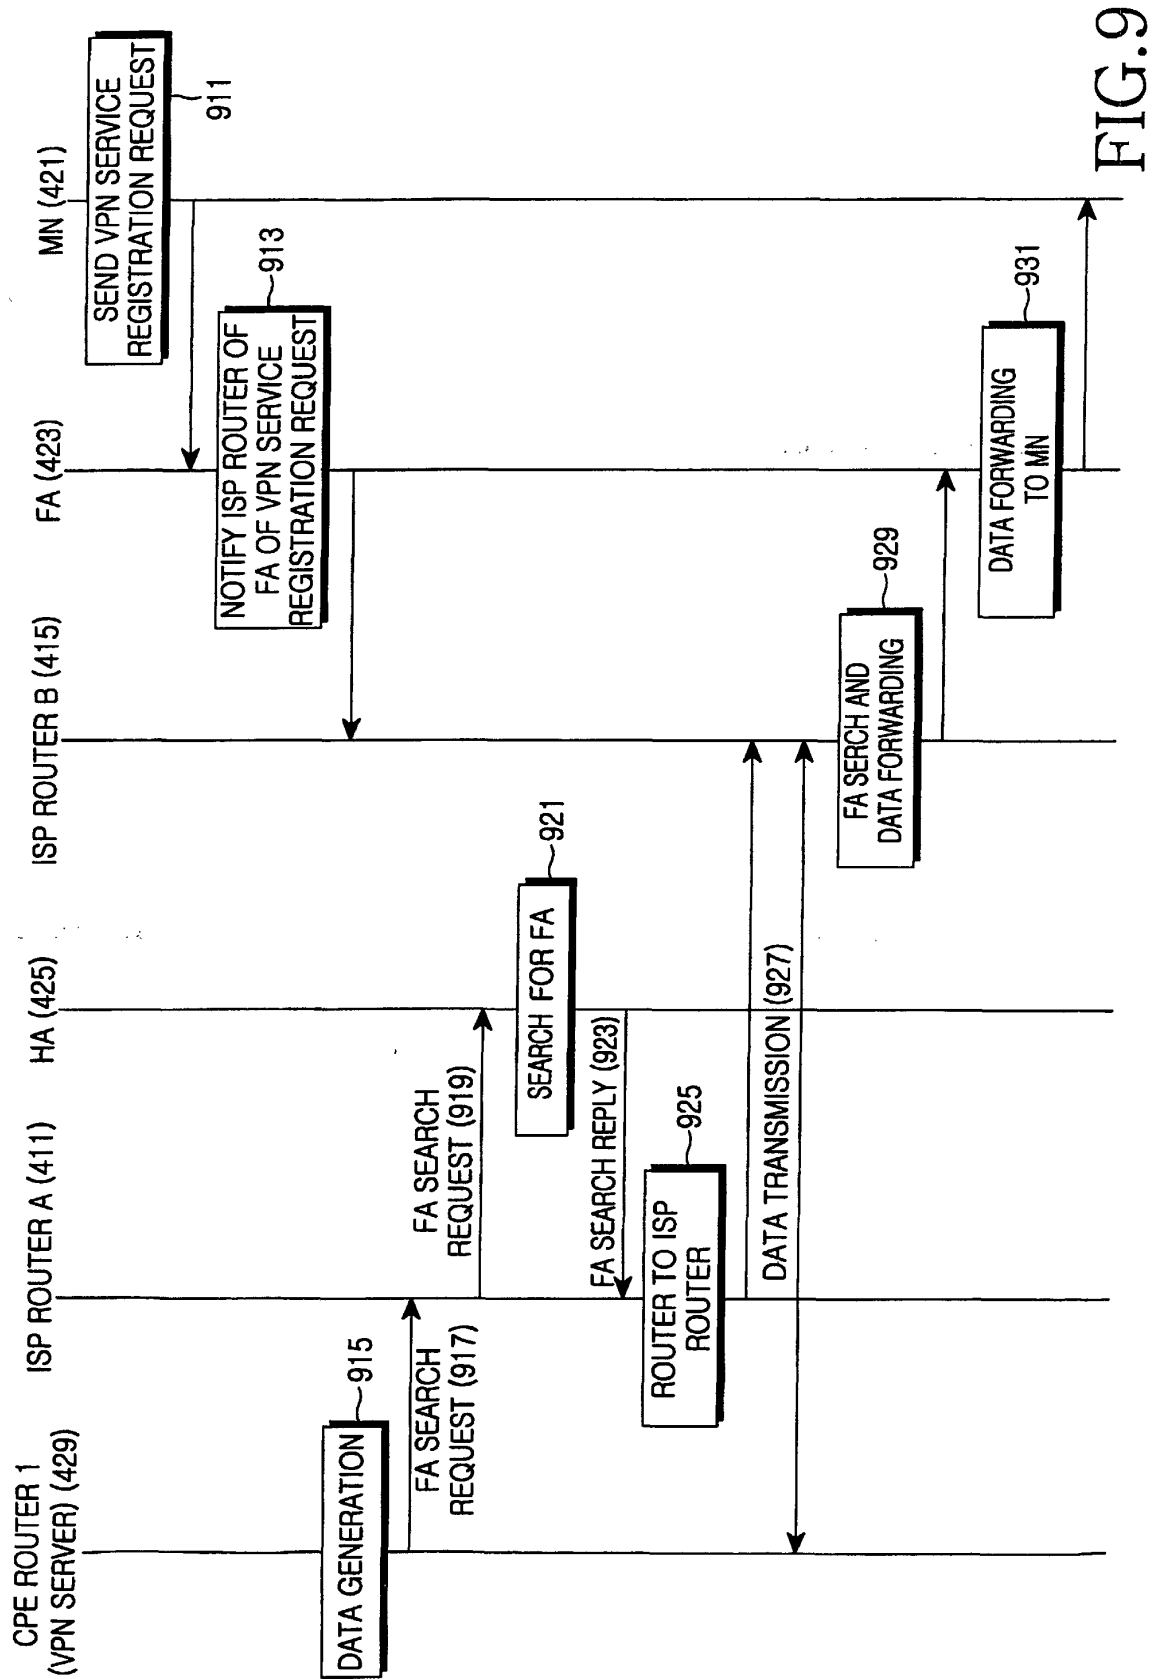 CPE ROUTER 1
(VPN SERVER) (429)
ISP ROUTER A (411)
HA (425)
ISP ROUTER B (415)
FA (423)
MN (421)
SEND VPN SERVICE
REGISTRATION REQUEST
911
NOTIFY ISP ROUTER OF
FA OF VPN SERVICE
REGISTRATION REQUEST
913
DATA GENERATION
915
FA SEARCH
REQUEST (917)
FA SEARCH
REQUEST (919)
SEARCH FOR FA
921
FA SEARCH REPLY (923)
ROUTER TO ISP
ROUTER
925
DATA TRANSMISSION (927)
FA SERCH AND
DATA FORWARDING
929
DATA FORWARDING
TO MN
931
FIG.9